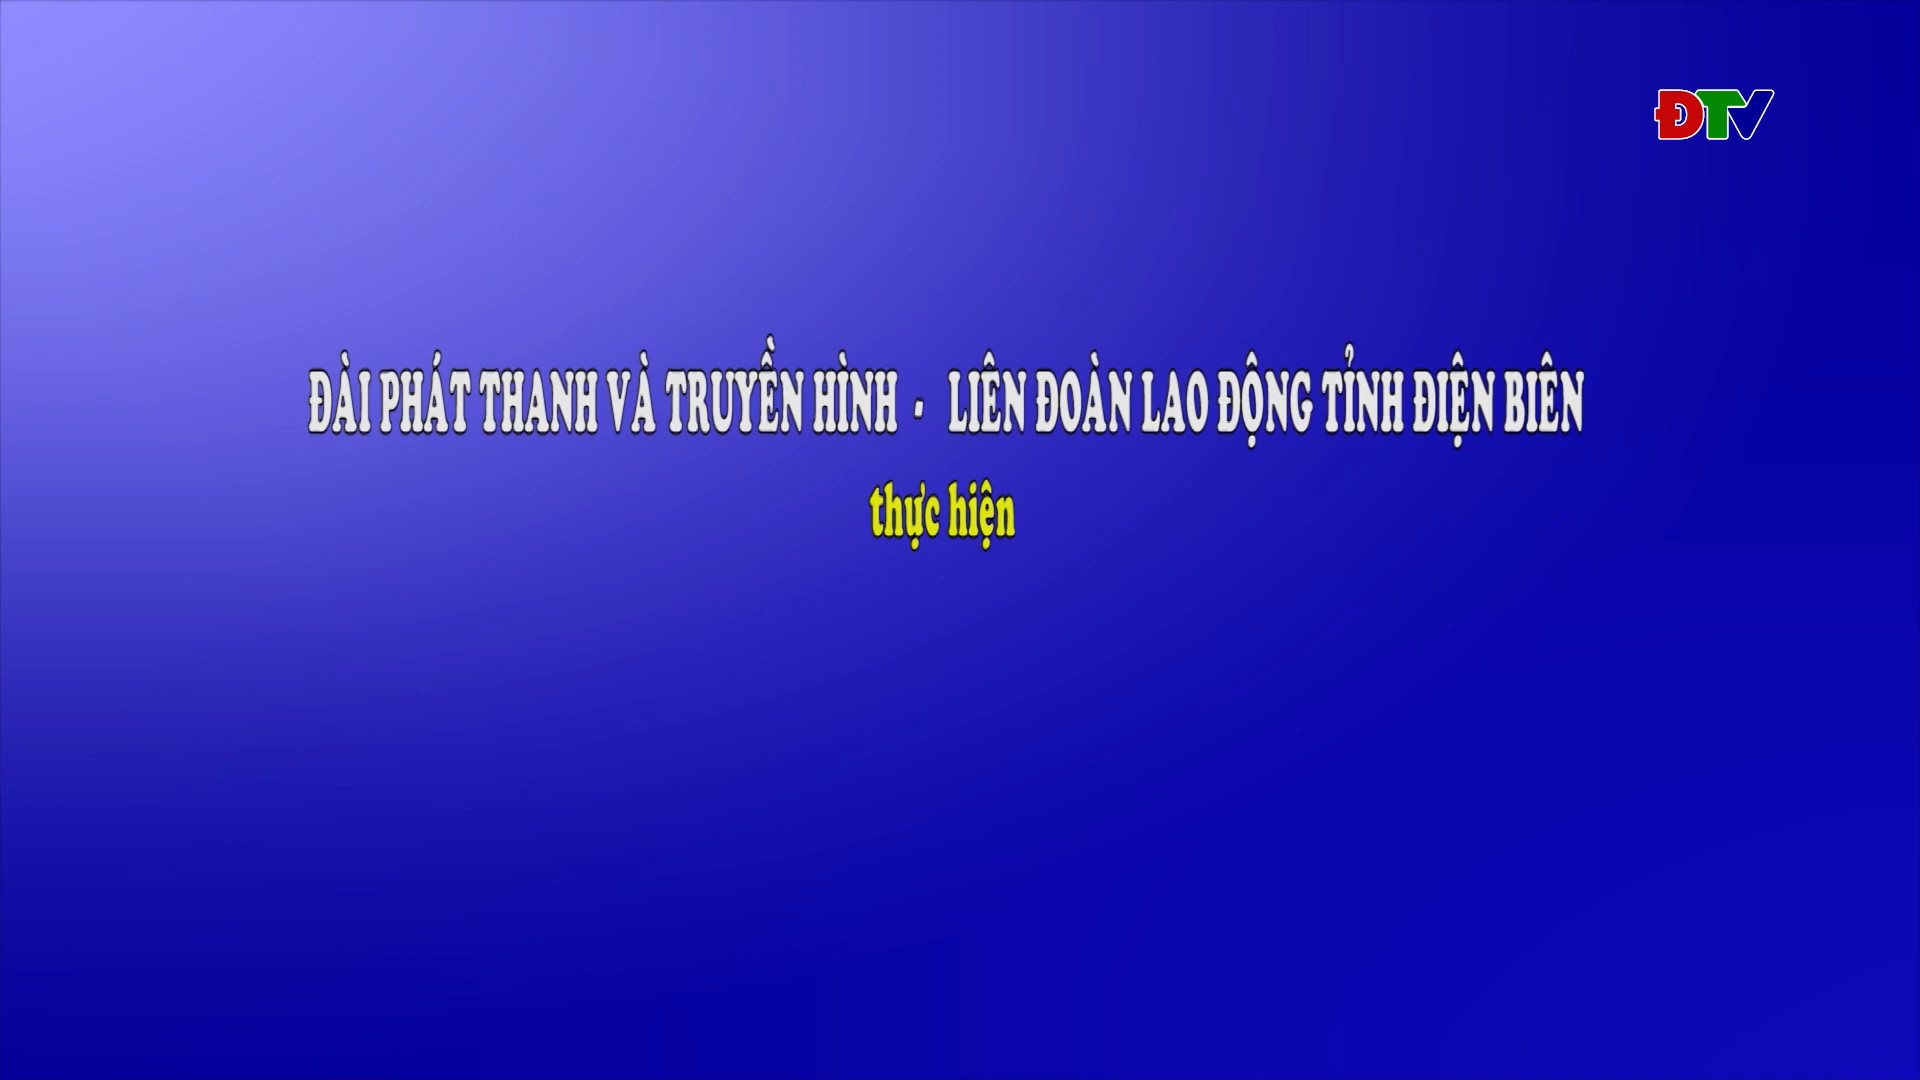 ĐTV
ĐÀI PHÁT THANH VÀ TRUYỀN HÌNH - LIÊN ĐOÀN LAO ĐỘNG TỈNH ĐIỆN BIÊN
thực hiện